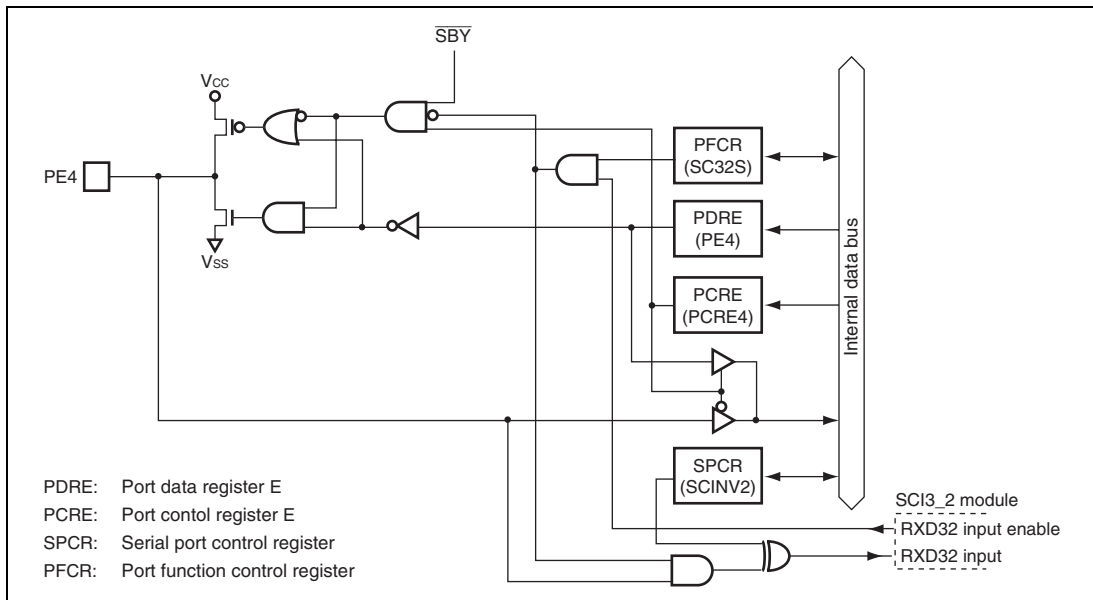 SBY
VCC
PE4
VSS
PFCR
(SC32S)
PDRE
(PE4)
PCRE
(PCRE4)
Internal data bus
SPCR
(SCINV2)
SCI3_2 module
RXD32 input enable
RXD32 input
PDRE: Port data register E
PCRE: Port contol register E
SPCR: Serial port control register
PFCR: Port function control register